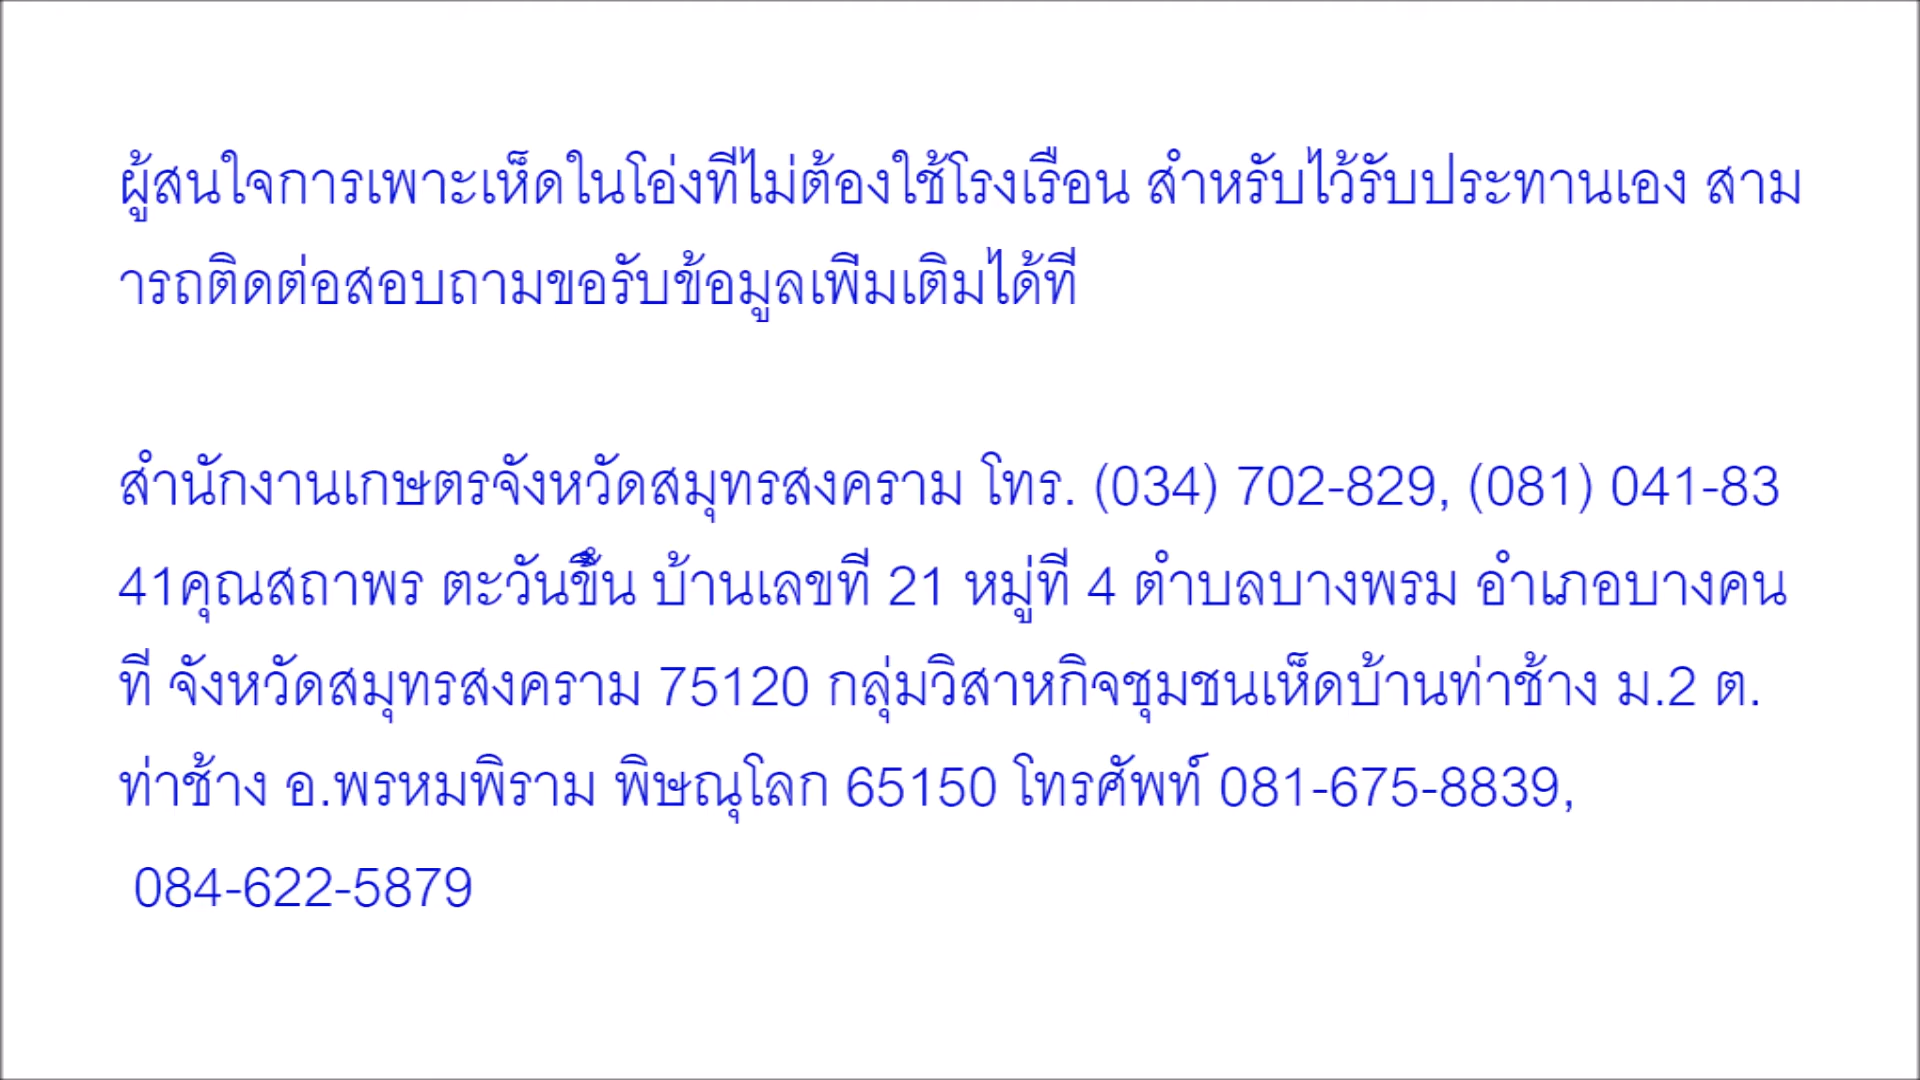 ผู้สนใจการเพาะเห็ดในโอ่งทีไม่ต้องใช้โรงเรือน สำหรับไว้รับประทานเอง สาม
ารถติดต่อสอบถามขอรับข้อมูลเพิมเติมได้ที
สำนักงานเกษตรจังหวัดสมุทรสงคราม โทร. (034) 702-829, (081) 041-83
41คุณสถาพร ตะวันขึ้น บ้านเลขที 21 หมู่ที 4 ตำบลบางพรม อำเภอบางคน
ที จังหวัดสมุทรสงคราม 75120 กลุ่มวิสาหกิจชุมชนเห็ดบ้านท่าช้าง ม.2 ต.
ท่าช้าง อ.พรหมพิราม พิษณุโลก 65150 โทรศัพท์ 081-675-8839,
084-622-5879